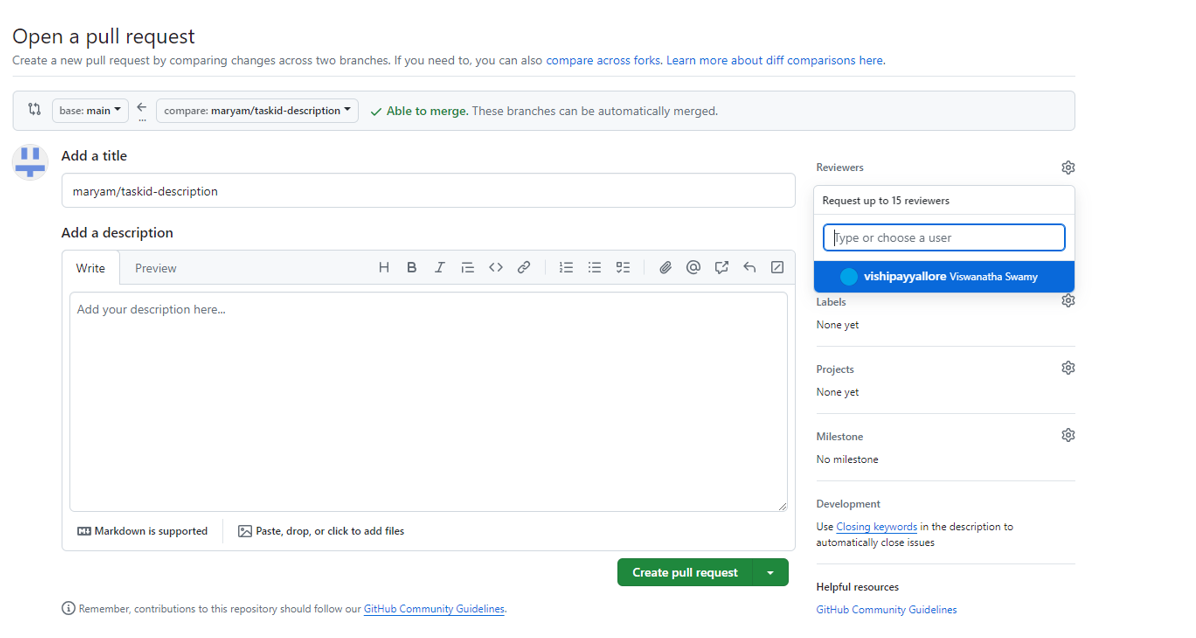 Open a pull request
Create a new pull request by comparing changes across two branches. If you need to, you can also compare across forks. Learn more about diff comparisons here.
base: main
compare: maryam/taskid-description
Able to merge. These branches can be automatically merged.
Add a title
maryam/taskid-description
Add a description
Write Preview
Add your description here...
Markdown is supported
Paste, drop, or click to add files
Create pull request
Remember, contributions to this repository should follow our GitHub Community Guidelines.
Reviewers
Request up to 15 reviewers
Type or choose a user
vishipayyallore Viswanatha Swamy
Labels
None yet
Projects
None yet
Milestone
No milestone
Development
Use Closing keywords in the description to
automatically close issues
Helpful resources
GitHub Community Guidelines